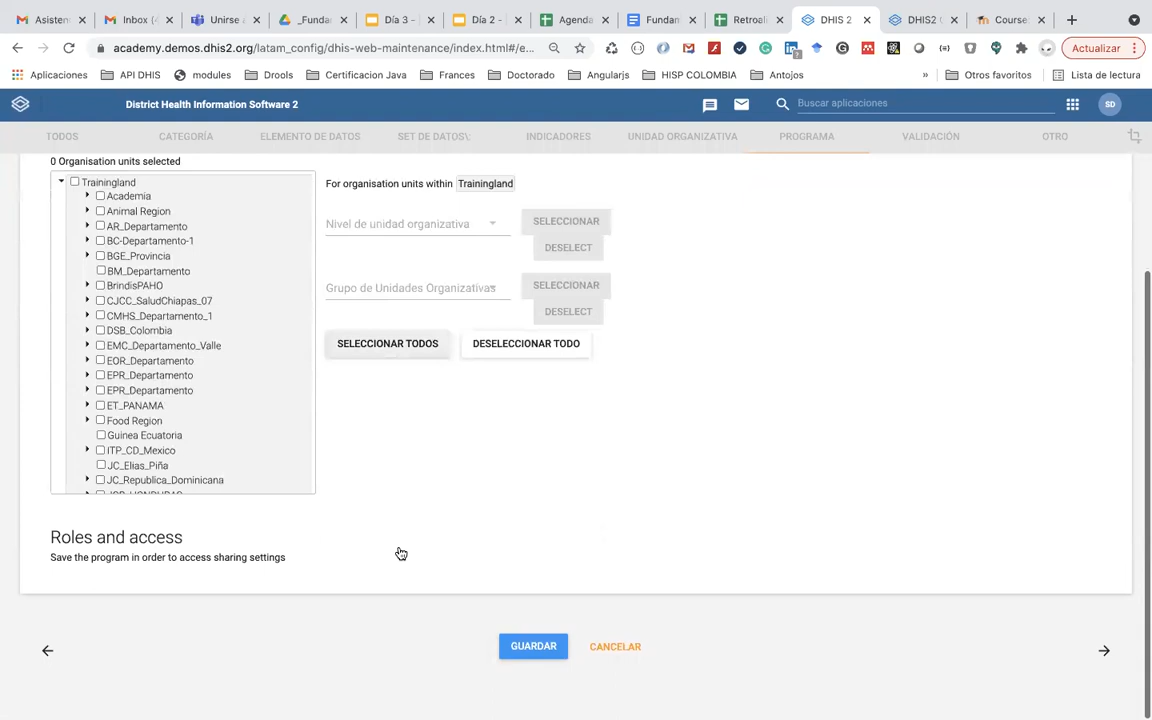 Asisten
Inbox (
Unirse a
_Funda
Día 3 -
Día 2 -
Agenda
Fundam
Retroali
DHIS 2
DHIS2 t
Course:
academy.demos.dhis2.org/latam_config/dhis-web-maintenance/index.html#/e...
Actualizar
Aplicaciones
API DHIS
modules
Drools
Certificacion Java
Frances
Doctorado
Angularjs
HISP COLOMBIA
Antojos
»
Otros favoritos
Lista de lectura
District Health Information Software 2
Buscar aplicaciones
SD
TODOS
CATEGORÍA
ELEMENTO DE DATOS
SET DE DATOS\;
INDICADORES
UNIDAD ORGANIZATIVA
PROGRAMA
VALIDACIÓN
OTRO
0 Organisation units selected
Trainingland
Academia
Animal Region
AR_Departamento
BC-Departamento-1
BGE_Provincia
BM_Departamento
BrindisPAHO
CJCC_SaludChiapas_07
CMHS_Departamento_1
DSB_Colombia
EMC_Departamento_Valle
EOR_Departamento
EPR_Departamento
EPR_Departamento
ET_PANAMA
Food Region
Guinea Ecuatoria
ITP_CD_Mexico
JC_Elias_Piña
JC_Republica_Dominicana
For organisation units within Trainingland
Nivel de unidad organizativa
SELECCIONAR
DESELECT
Grupo de Unidades Organizativas
SELECCIONAR
DESELECT
SELECCIONAR TODOS
DESELECCIONAR TODO
Roles and access
Save the program in order to access sharing settings
GUARDAR
CANCELAR